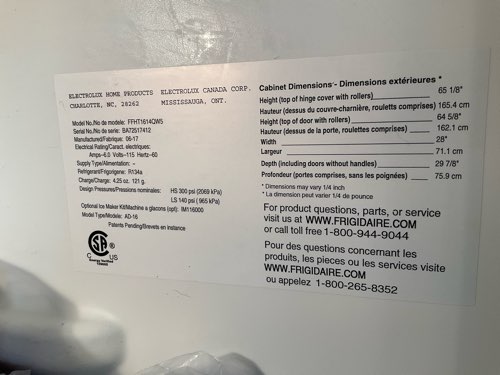 ELECTROLUX HOME PRODUCTS ELECTROLUX CANADA CORP.
CHARLOTTE, NC, 28262 MISSISSAUGA, ONT.
Model No./No de modele: FFHT1614QW5
Serial No./No de série: BA72517412
Manufactured/Fabrique: 06-17
Electrical Rating/Caract. electriques:
Amps-6.0 Volts-115 Hertz-60
Supply Type/Alimentation: -
Refrigerant/Frigorigene: R134a
Charge/Charge: 4.25 oz. 121 g.
Design Pressures/Pressions nominales: HS 300 psi (2069 kPa)
LS 140 psi ( 965 kPa)
Optional Ice Maker Kit/Machine a glacons (opt): IM116000
Model Type/Modele: AD-16
Patents Pending/Brevets en instance
C US
Energy Verified
Cabinet Dimensions*- Dimensions extérieures *
Height (top of hinge cover with rollers) 65 1/8"
Hauteur (dessus du couvre-charnière, roulettes comprises) 165.4 cm
Height (top of door with rollers) 64 5/8"
Hauteur (dessus de la porte, roulettes comprises) 162.1 cm
Width 28"
Largeur 71.1 cm
Depth (including doors without handles) 29 7/8"
Profondeur (portes comprises, sans les poignées) 75.9 cm
* Dimensions may vary 1/4 inch
* La dimension peut varier 1/4 de pounce
For product questions, parts, or service
visit us at WWW.FRIGIDAIRE.COM
or call toll free 1-800-944-9044
Pour des questions concernant les
produits, les pieces ou les services visite
WWW.FRIGIDAIRE.COM
ou appelez 1-800-265-8352